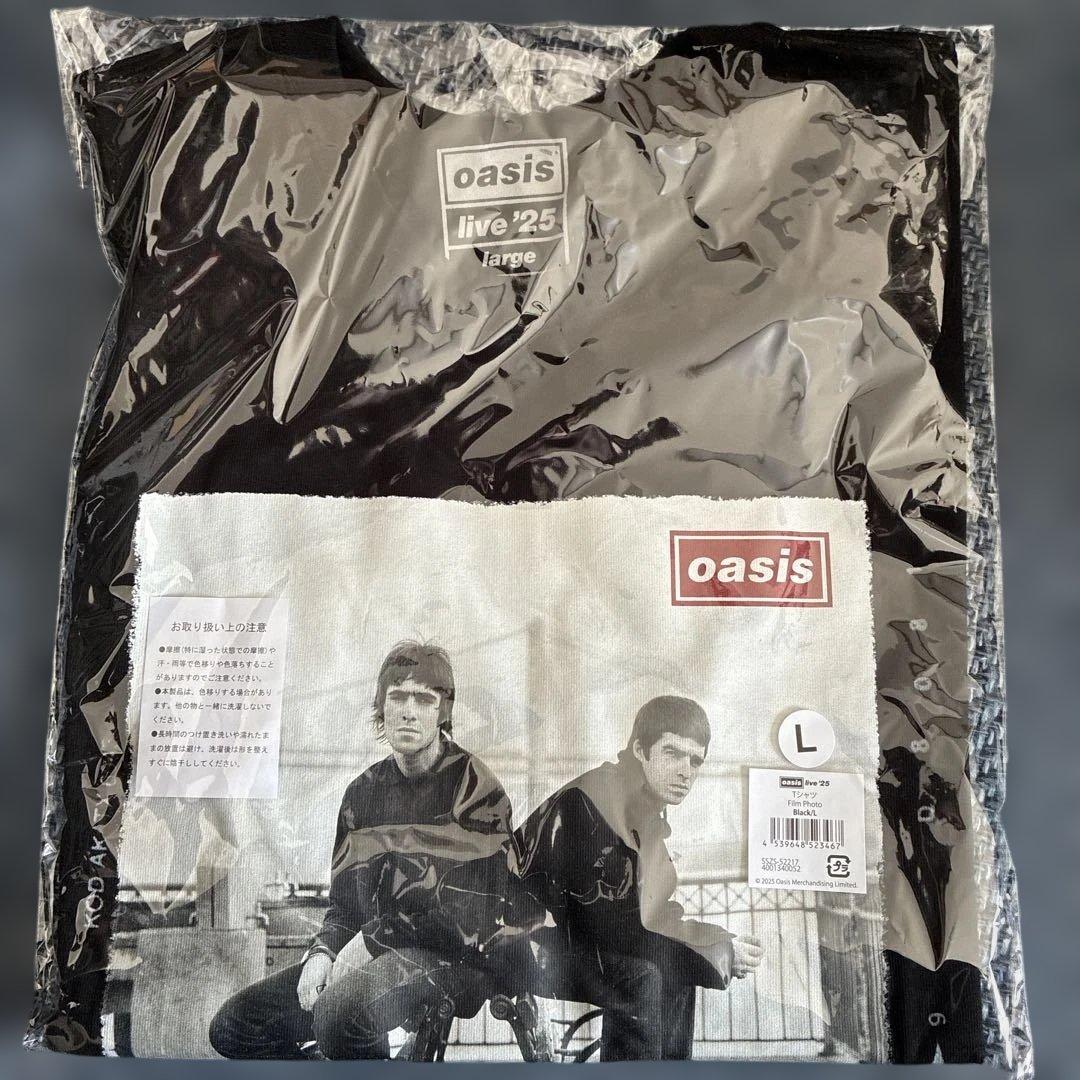 oasis
live '25
large
oasis
お取り扱い上の注意
●摩擦(特に湿った状態での摩擦)や
汗・雨等で色移りや色落ちすること
がありますのでご注意ください。
●本製品は、色移りする場合があり
ます。他の物と一緒に洗濯しないで
ください。
●長時間のつけ置き洗いや濡れたま
まの放置は避け、洗濯後は形を整え
すぐに陰干ししてください。
L
oasis live '25
Tシャツ
Film Photo
Black/L
4 539648 523467
SSZS-52217
4001340052
プラ
© 2025 Oasis Merchandising Limited.
KODAK